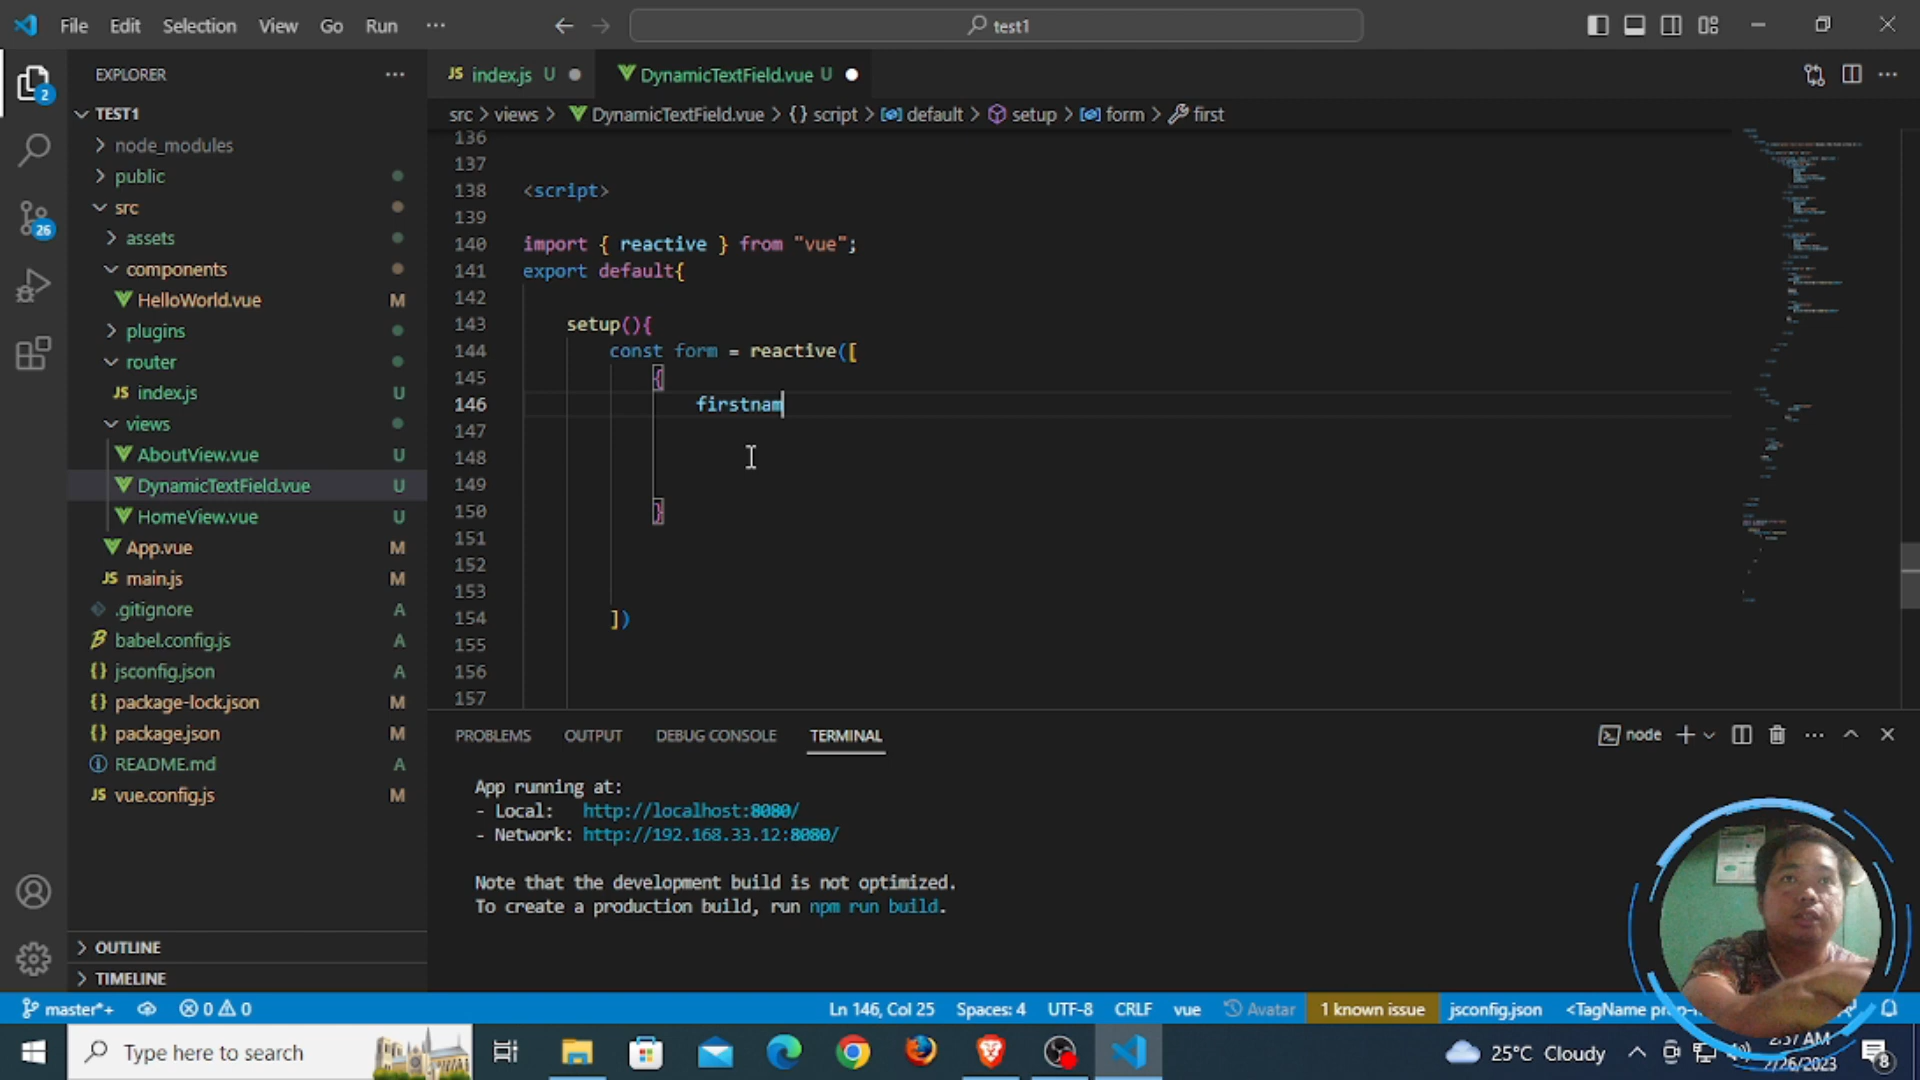 File Edit Selection View Go Run ··· test1
EXPLORER ···
TEST1
node_modules
public
src
assets
components
HelloWorld.vue M
plugins
router
JS index.js U
views
AboutView.vue U
DynamicTextField.vue U
HomeView.vue U
App.vue M
JS main.js M
.gitignore A
babel.config.js A
{} jsconfig.json A
{} package-lock.json M
{} package.json M
README.md A
JS vue.config.js M
OUTLINE
TIMELINE
2
26
JS index.js U DynamicTextField.vue U
src > views > DynamicTextField.vue > {} script > default > setup > form > first
136
137
138 <script>
139
140 import { reactive } from "vue";
141 export default{
142
143 setup(){
144 const form = reactive([
145 {
146 firstnam
147
148
149
150 }
151
152
153
154 ])
155
156
157
PROBLEMS OUTPUT DEBUG CONSOLE TERMINAL node
App running at:
- Local: http://localhost:8080/
- Network: http://192.168.33.12:8080/
Note that the development build is not optimized.
To create a production build, run npm run build.
master*+ 0 0 Ln 146, Col 25 Spaces: 4 UTF-8 CRLF vue Avatar 1 known issue jsconfig.json <TagName
Type here to search 25°C Cloudy 8